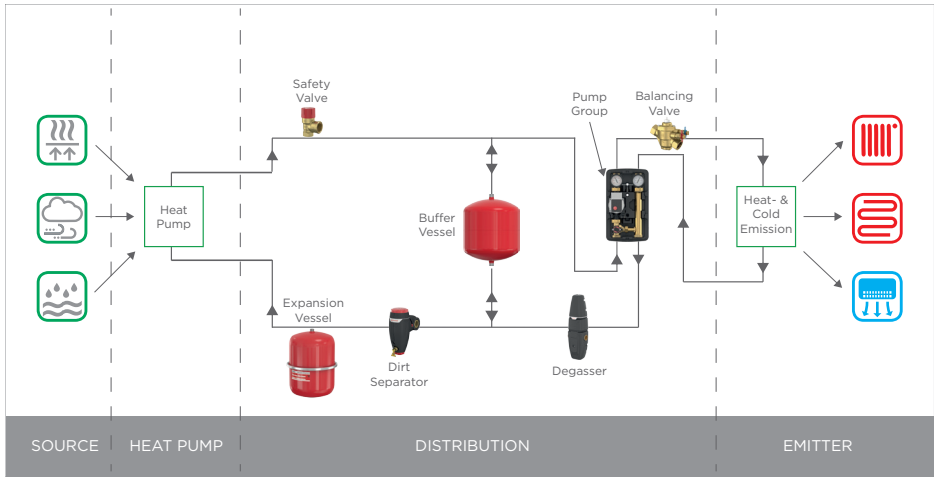 Safety
Valve
Pump
Group
Balancing
Valve
Heat
Pump
Buffer
Vessel
Heat- &
Cold
Emission
Expansion
Vessel
Dirt
Separator
Degasser
SOURCE
HEAT PUMP
DISTRIBUTION
EMITTER